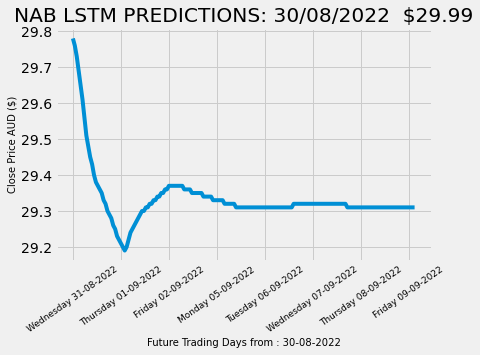 NAB LSTM PREDICTIONS: 30/08/2022 $29.99
Close Price AUD ($)
29.8
29.7
29.6
29.5
29.4
29.3
29.2
Wednesday 31-08-2022
Thursday 01-09-2022
Friday 02-09-2022
Monday 05-09-2022
Tuesday 06-09-2022
Wednesday 07-09-2022
Thursday 08-09-2022
Friday 09-09-2022
Future Trading Days from : 30-08-2022